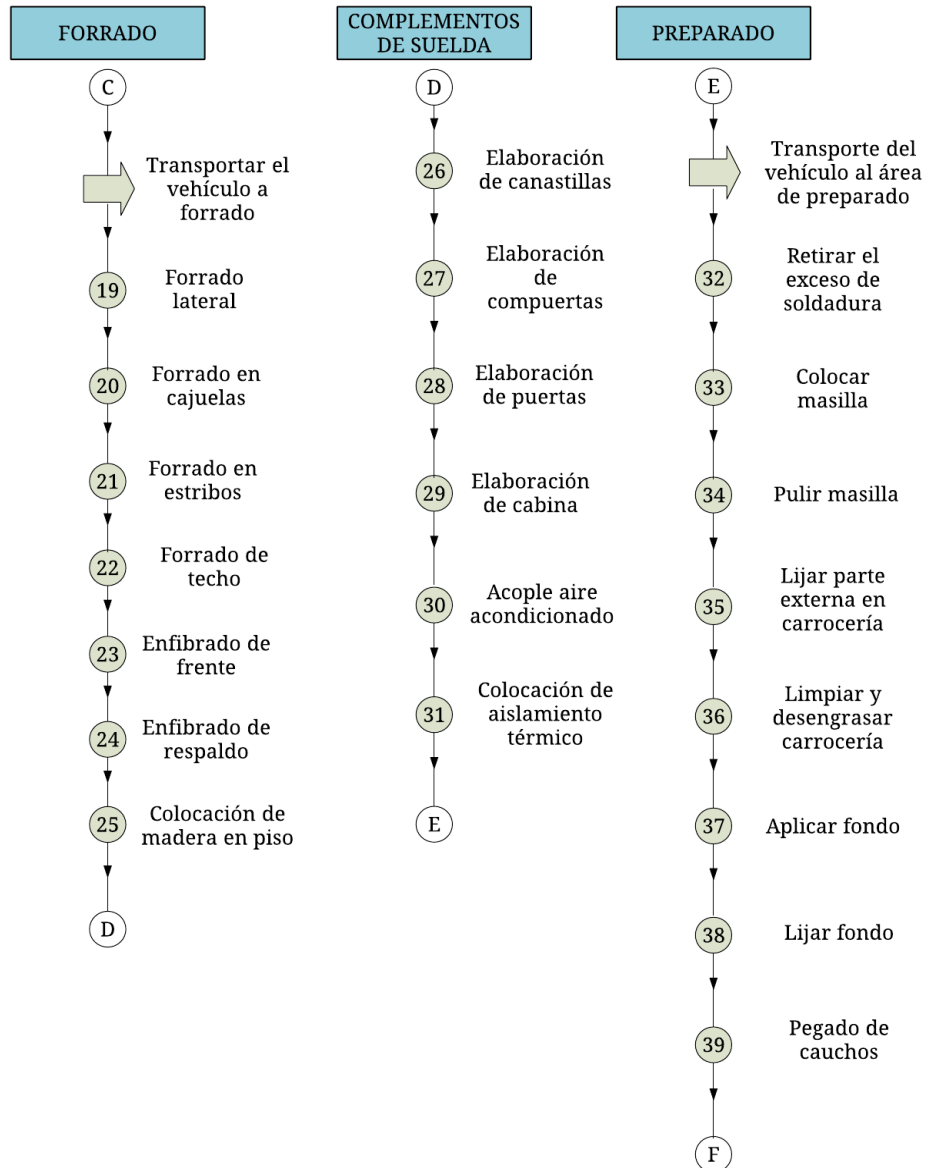 FORRADO
C
Transportar el
vehículo a
forrado
19
Forrado
lateral
20
Forrado en
cajuelas
21
Forrado en
estribos
22
Forrado de
techo
23
Enfibrado de
frente
24
Enfibrado de
respaldo
25
Colocación de
madera en piso
D
COMPLEMENTOS
DE SUELDA
D
26
Elaboración
de canastillas
27
Elaboración
de
compuertas
28
Elaboración
de puertas
29
Elaboración
de cabina
30
Acople aire
acondicionado
31
Colocación de
aislamiento
térmico
E
PREPARADO
E
Transporte del
vehículo al área
de preparado
32
Retirar el
exceso de
soldadura
33
Colocar
masilla
34
Pulir masilla
35
Lijar parte
externa en
carrocería
36
Limpiar y
desengrasar
carrocería
37
Aplicar fondo
38
Lijar fondo
39
Pegado de
cauchos
F